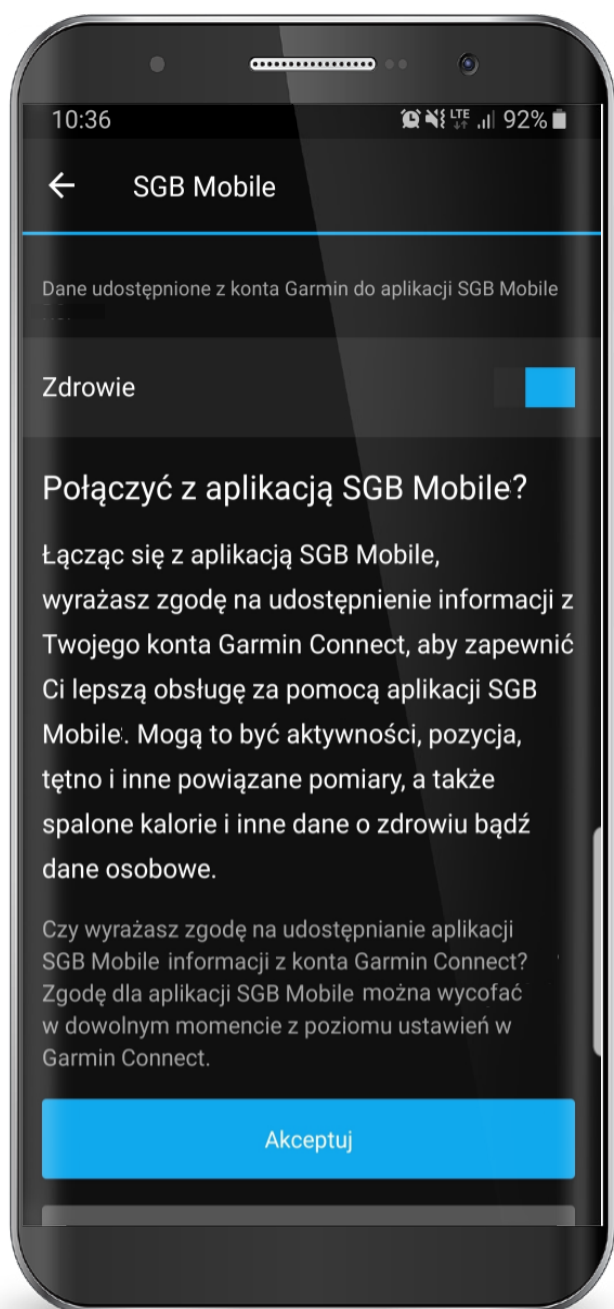 10:36 LTE 92%
SGB Mobile
Dane udostępnione z konta Garmin do aplikacji SGB Mobile
Zdrowie
Połączyć z aplikacją SGB Mobile?
Łącząc się z aplikacją SGB Mobile,
wyrażasz zgodę na udostępnienie informacji z
Twojego konta Garmin Connect, aby zapewnić
Ci lepszą obsługę za pomocą aplikacji SGB
Mobile. Mogą to być aktywności, pozycja,
tętno i inne powiązane pomiary, a także
spalone kalorie i inne dane o zdrowiu bądź
dane osobowe.
Czy wyrażasz zgodę na udostępnianie aplikacji
SGB Mobile informacji z konta Garmin Connect?
Zgodę dla aplikacji SGB Mobile można wycofać
w dowolnym momencie z poziomu ustawień w
Garmin Connect.
Akceptuj